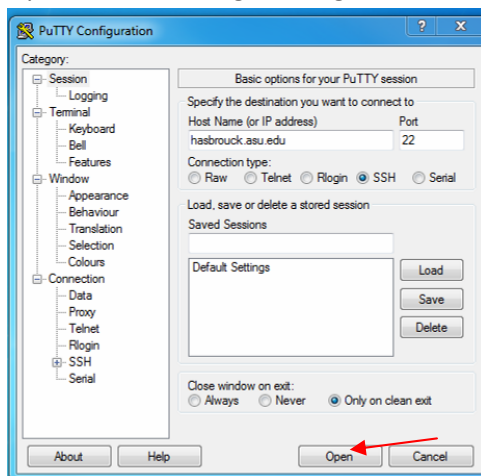 PuTTY Configuration
Category:
Session
Logging
Terminal
Keyboard
Bell
Features
Window
Appearance
Behaviour
Translation
Selection
Colours
Connection
Data
Proxy
Telnet
Rlogin
SSH
Serial
Basic options for your PuTTY session
Specify the destination you want to connect to
Host Name (or IP address) Port
hasbrouck.asu.edu 22
Connection type:
Raw Telnet Rlogin SSH Serial
Load, save or delete a stored session
Saved Sessions
Default Settings
Load
Save
Delete
Close window on exit:
Always Never Only on clean exit
About Help Open Cancel